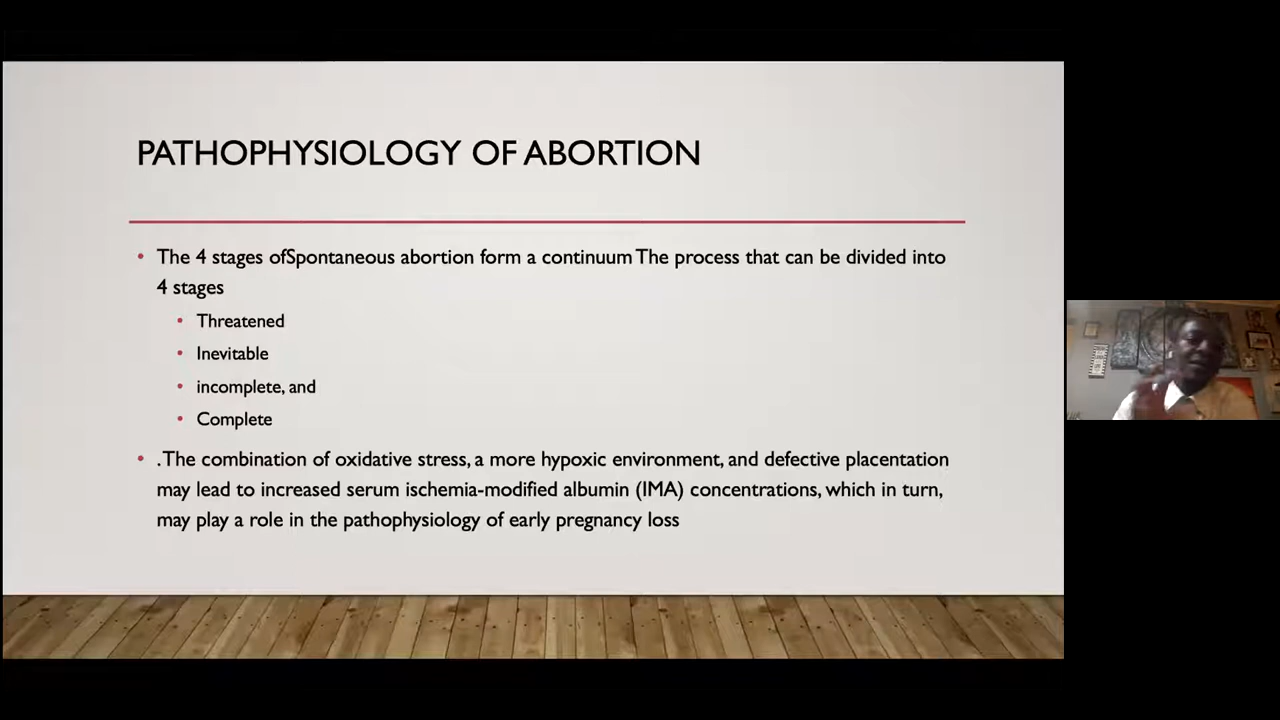 PATHOPHYSIOLOGY OF ABORTION
• The 4 stages ofSpontaneous abortion form a continuum The process that can be divided into
4 stages
• Threatened
• Inevitable
• incomplete, and
• Complete
• .The combination of oxidative stress, a more hypoxic environment, and defective placentation
may lead to increased serum ischemia-modified albumin (IMA) concentrations, which in turn,
may play a role in the pathophysiology of early pregnancy loss